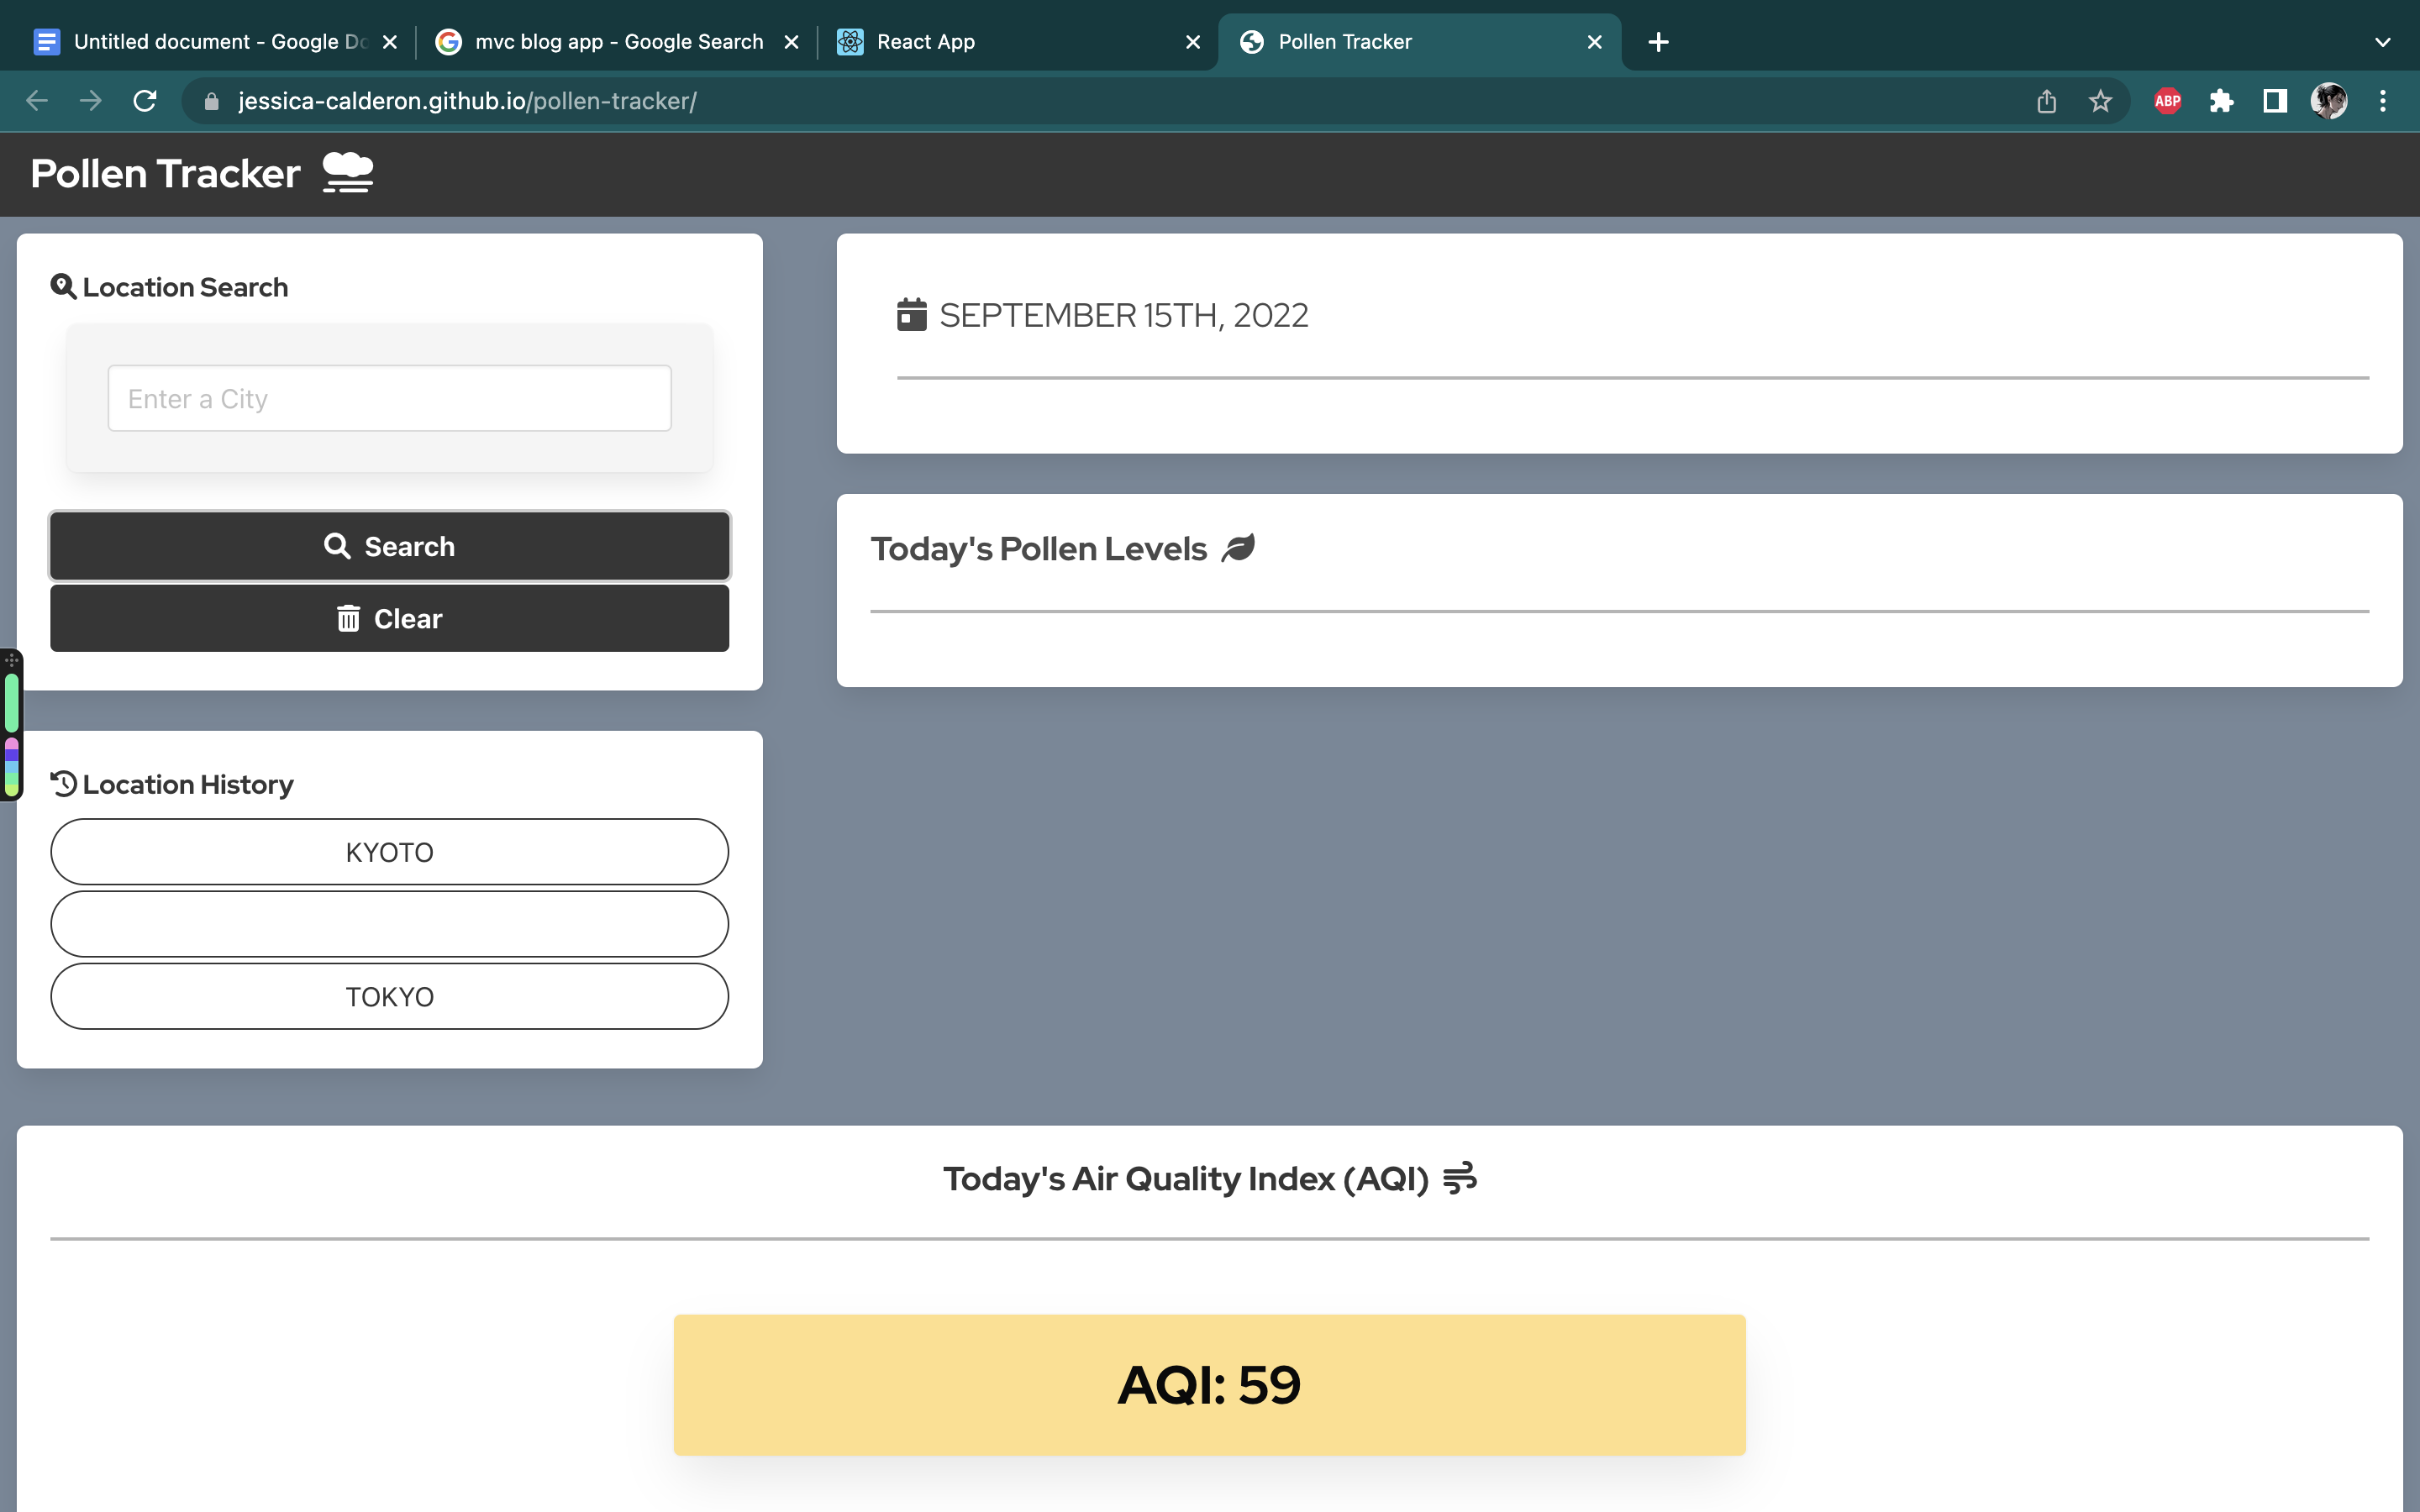 Untitled document - Google Do
mvc blog app - Google Search
React App
Pollen Tracker
jessica-calderon.github.io/pollen-tracker/
ABP
Pollen Tracker
Location Search
Enter a City
Search
Clear
Location History
KYOTO
TOKYO
SEPTEMBER 15TH, 2022
Today's Pollen Levels
Today's Air Quality Index (AQI)
AQI: 59